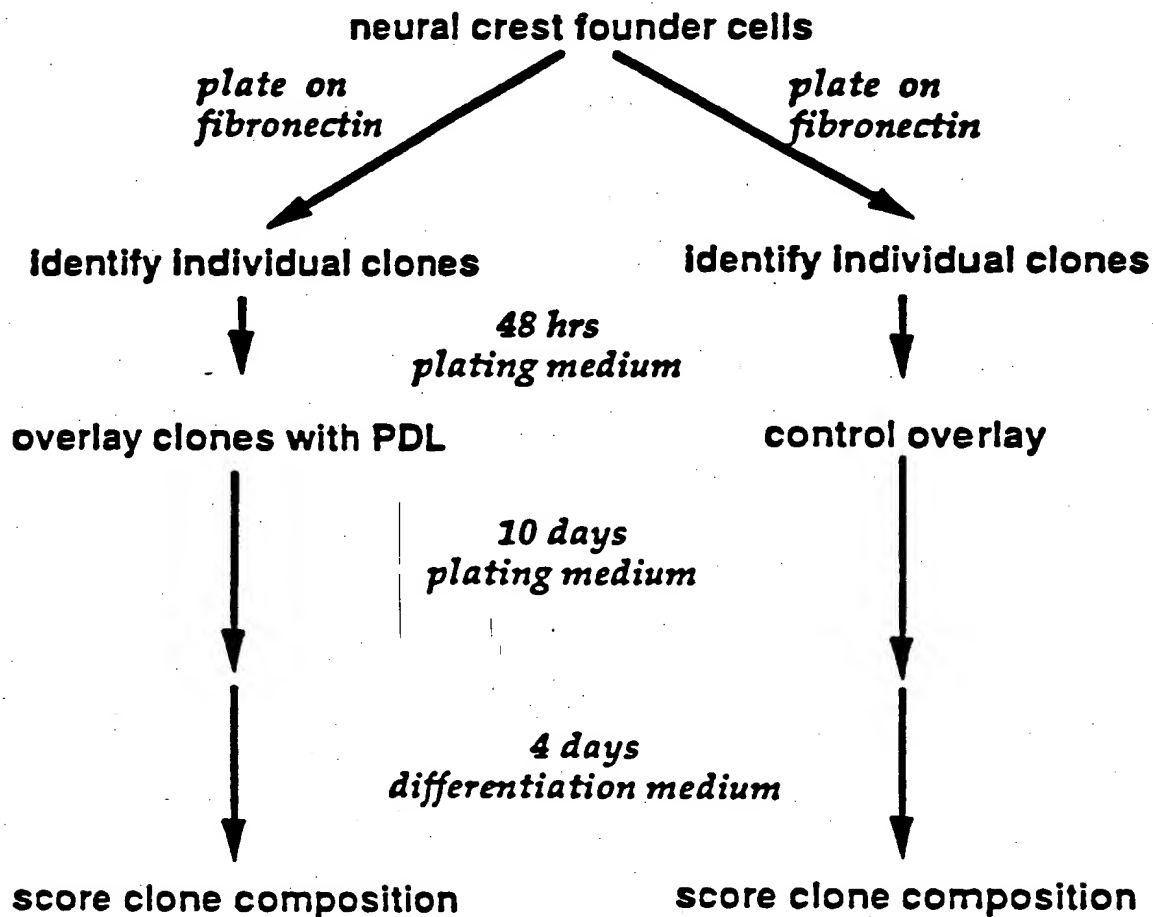 neural crest founder cells
plate on
fibronectin
plate on
fibronectin
identify individual clones
identify individual clones
48 hrs
plating medium
overlay clones with PDL
control overlay
10 days
plating medium
4 days
differentiation medium
score clone composition
score clone composition